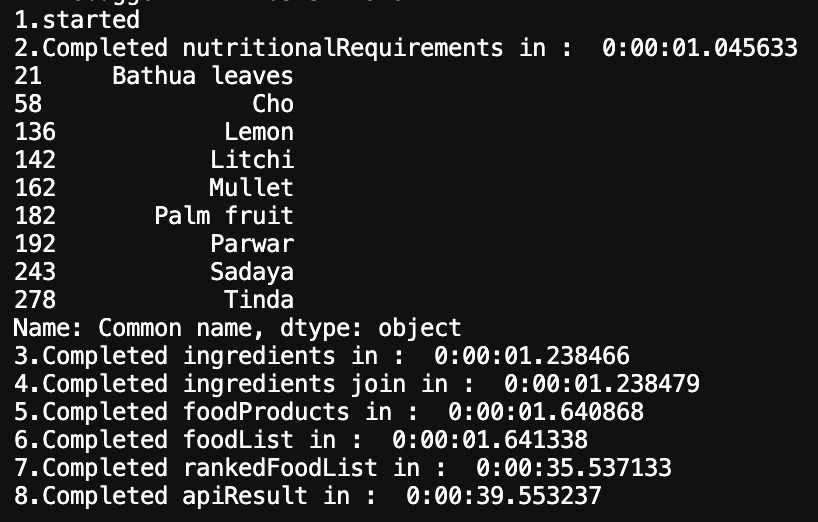 1.started
2.Completed nutritionalRequirements in :  0:00:01.045633
21     Bathua leaves
58               Cho
136            Lemon
142           Litchi
162           Mullet
182       Palm fruit
192           Parwar
243           Sadaya
278            Tinda
Name: Common name, dtype: object
3.Completed ingredients in :  0:00:01.238466
4.Completed ingredients join in :  0:00:01.238479
5.Completed foodProducts in :  0:00:01.640868
6.Completed foodList in :  0:00:01.641338
7.Completed rankedFoodList in :  0:00:35.537133
8.Completed apiResult in :  0:00:39.553237